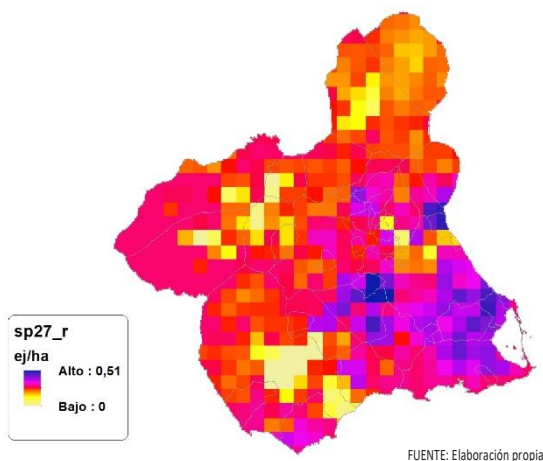 sp27_r
ej/ha
Alto : 0,51
Bajo : 0
FUENTE: Elaboración propia